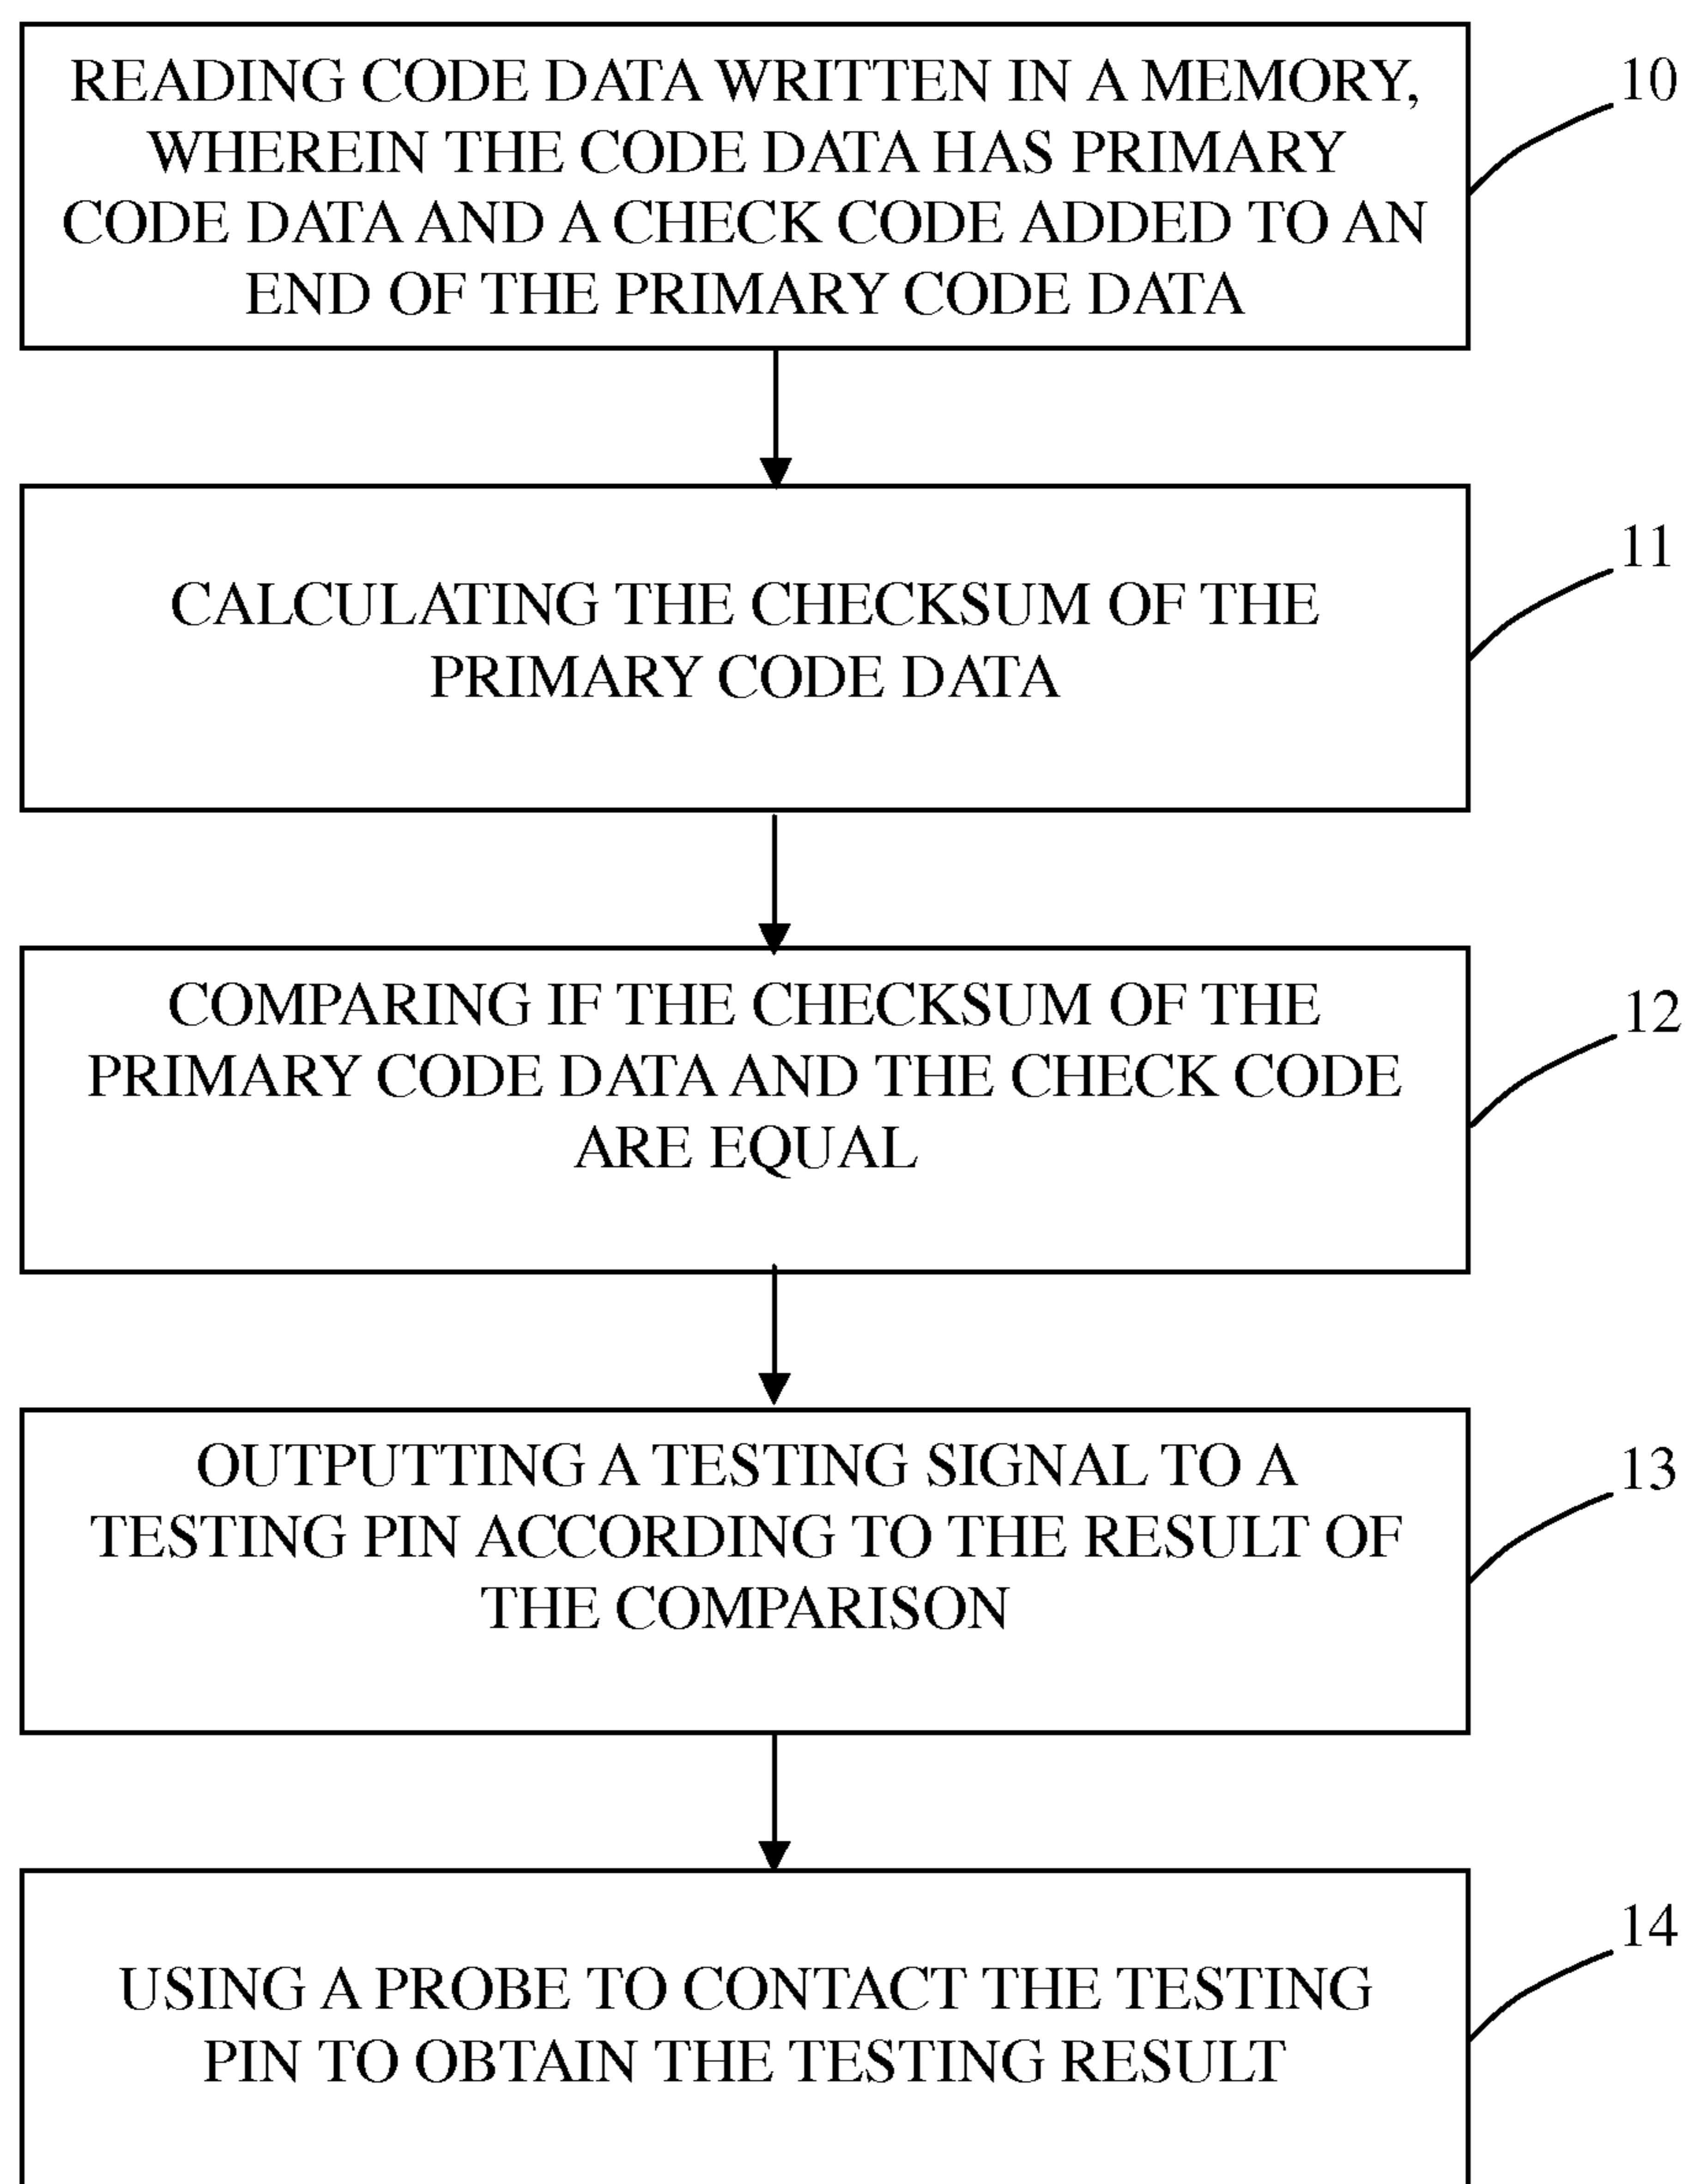 READING CODE DATA WRITTEN IN A MEMORY,
WHEREIN THE CODE DATA HAS PRIMARY
CODE DATA AND A CHECK CODE ADDED TO AN
END OF THE PRIMARY CODE DATA
10
CALCULATING THE CHECKSUM OF THE
PRIMARY CODE DATA
11
COMPARING IF THE CHECKSUM OF THE
PRIMARY CODE DATA AND THE CHECK CODE
ARE EQUAL
12
OUTPUTTING A TESTING SIGNAL TO A
TESTING PIN ACCORDING TO THE RESULT OF
THE COMPARISON
13
USING A PROBE TO CONTACT THE TESTING
PIN TO OBTAIN THE TESTING RESULT
14